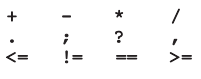 + - * /
. ; ? ,
<= != == >=